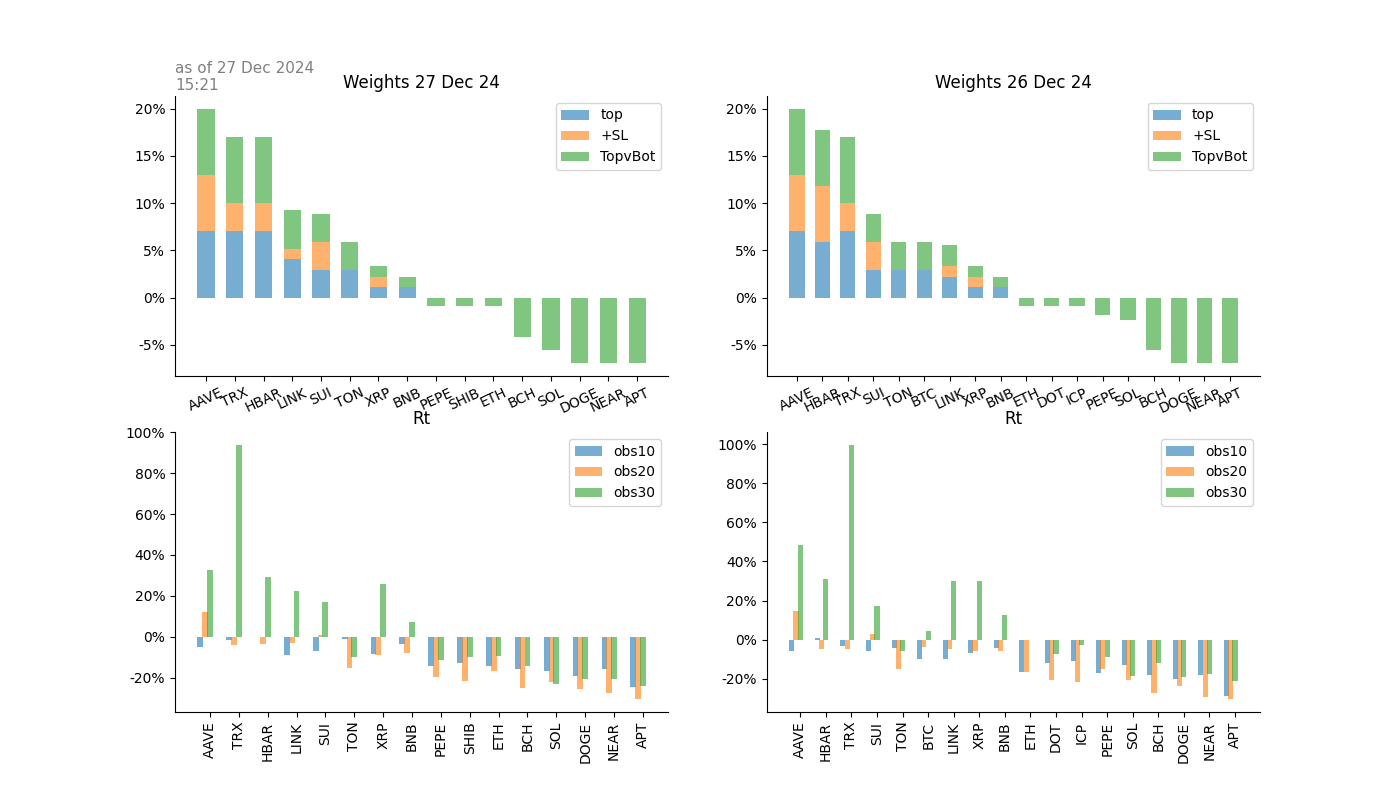 as of 27 Dec 2024
15:21
Weights 27 Dec 24
20%
15%
10%
5%
0%
-5%
top
+SL
TopvBot
AAVE TRX HBAR LINK SUI TON XRP BNB PEPE SHIB ETH BCH SOL DOGE NEAR APT
Weights 26 Dec 24
20%
15%
10%
5%
0%
-5%
top
+SL
TopvBot
AAVE HBAR TRX SUI TON BTC LINK XRP BNB ETH DOT ICP PEPE SOL BCH DOGE NEAR APT
Rt
100%
80%
60%
40%
20%
0%
-20%
obs10
obs20
obs30
AAVE TRX HBAR LINK SUI TON XRP BNB PEPE SHIB ETH BCH SOL DOGE NEAR APT
Rt
100%
80%
60%
40%
20%
0%
-20%
obs10
obs20
obs30
AAVE HBAR TRX SUI TON BTC LINK XRP BNB ETH DOT ICP PEPE SOL BCH DOGE NEAR APT